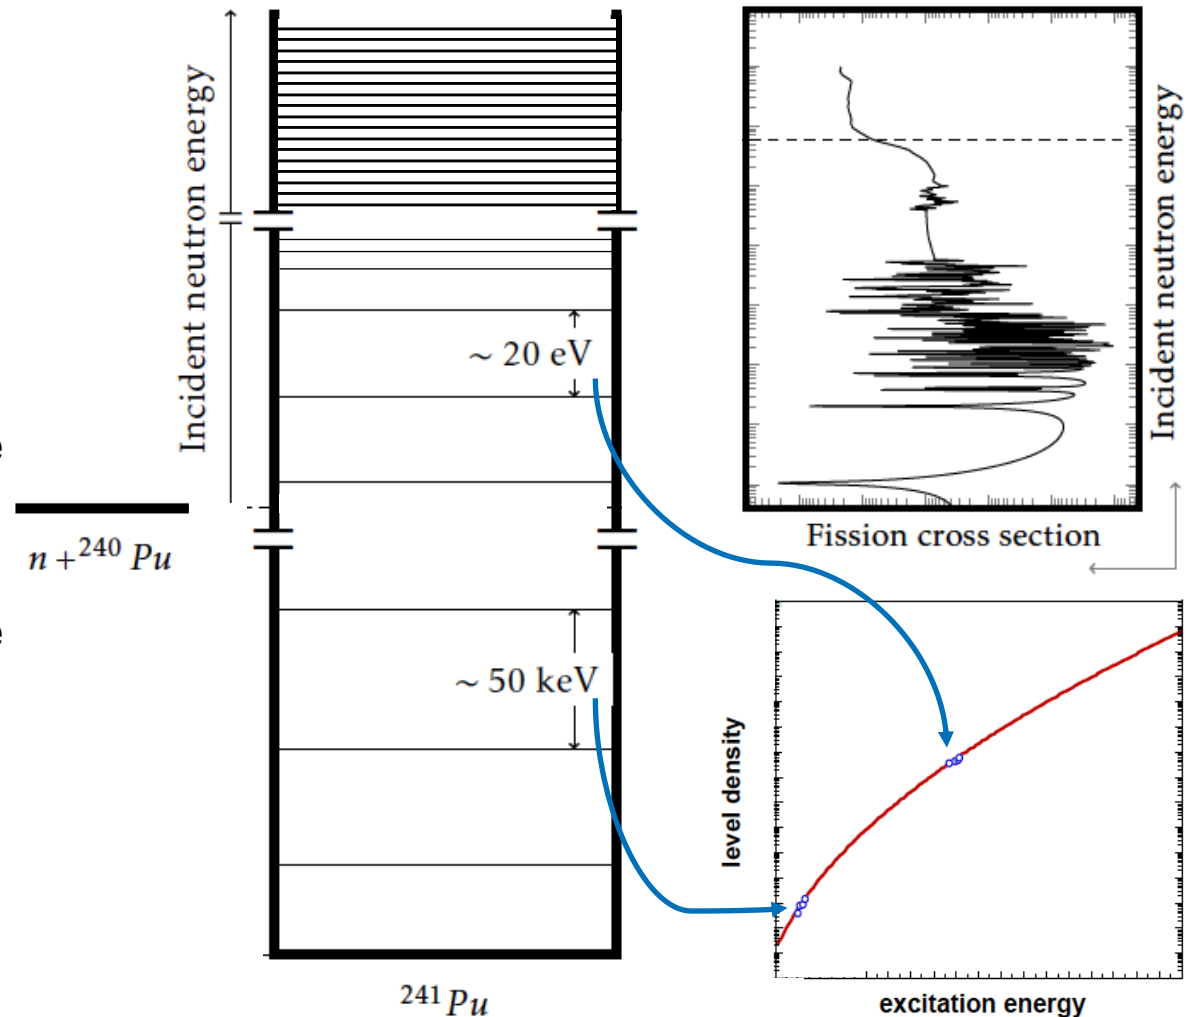 Incident neutron energy
~ 20 eV
n +²⁴⁰ Pu
~ 50 keV
²⁴¹ Pu
Incident neutron energy
Fission cross section
level density
excitation energy
e
e